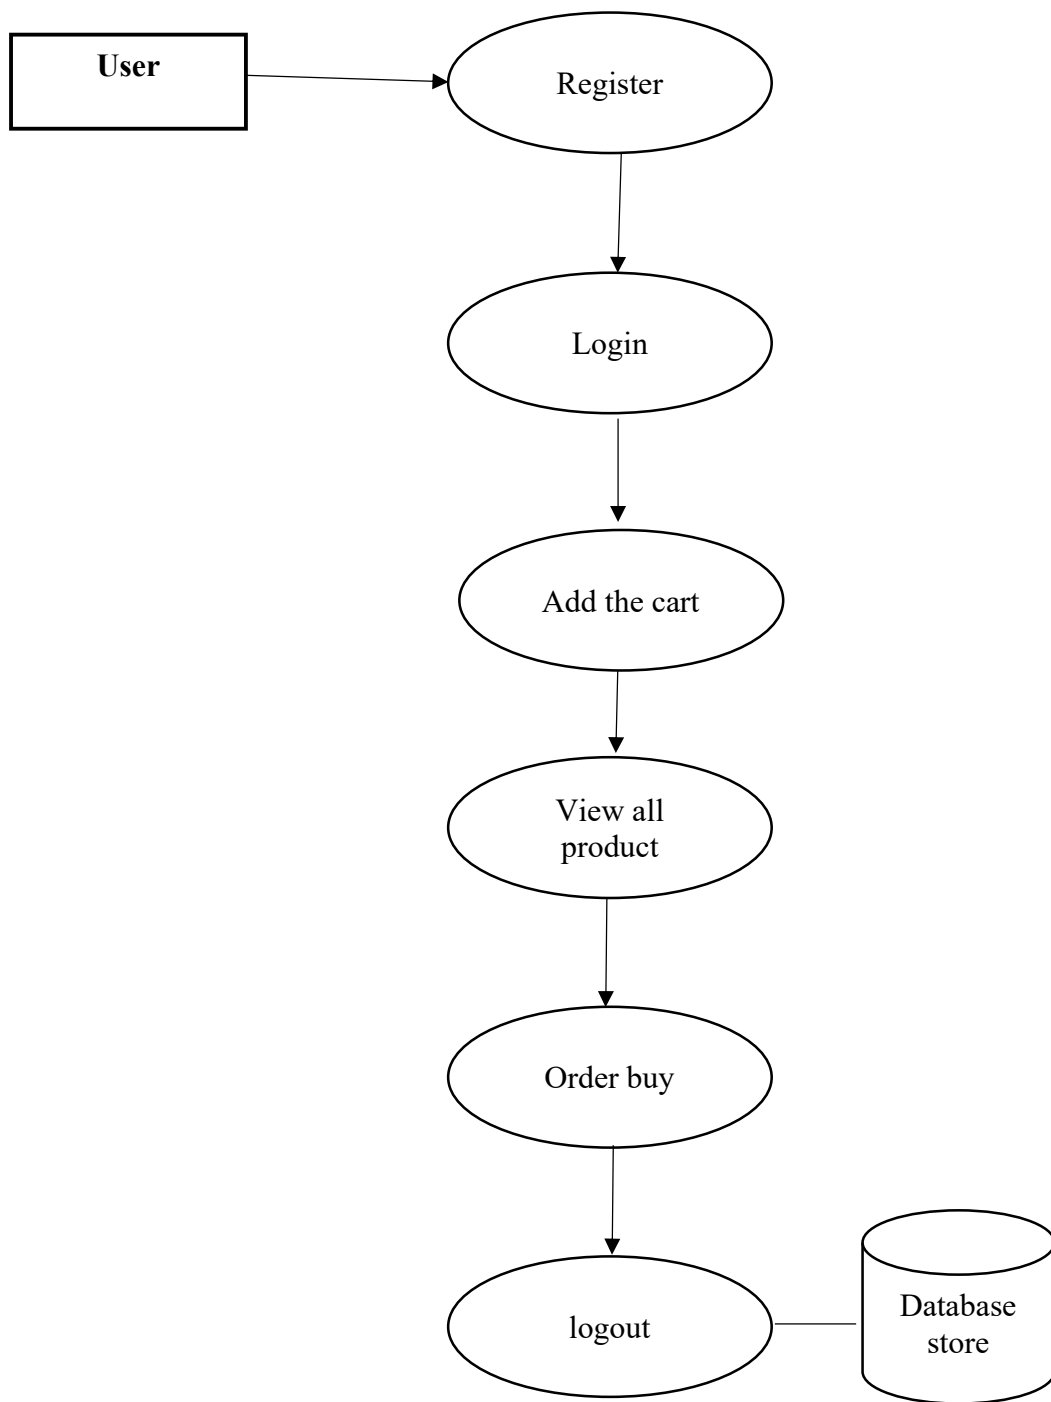 User
Register
Login
Add the cart
View all
product
Order buy
logout
Database
store